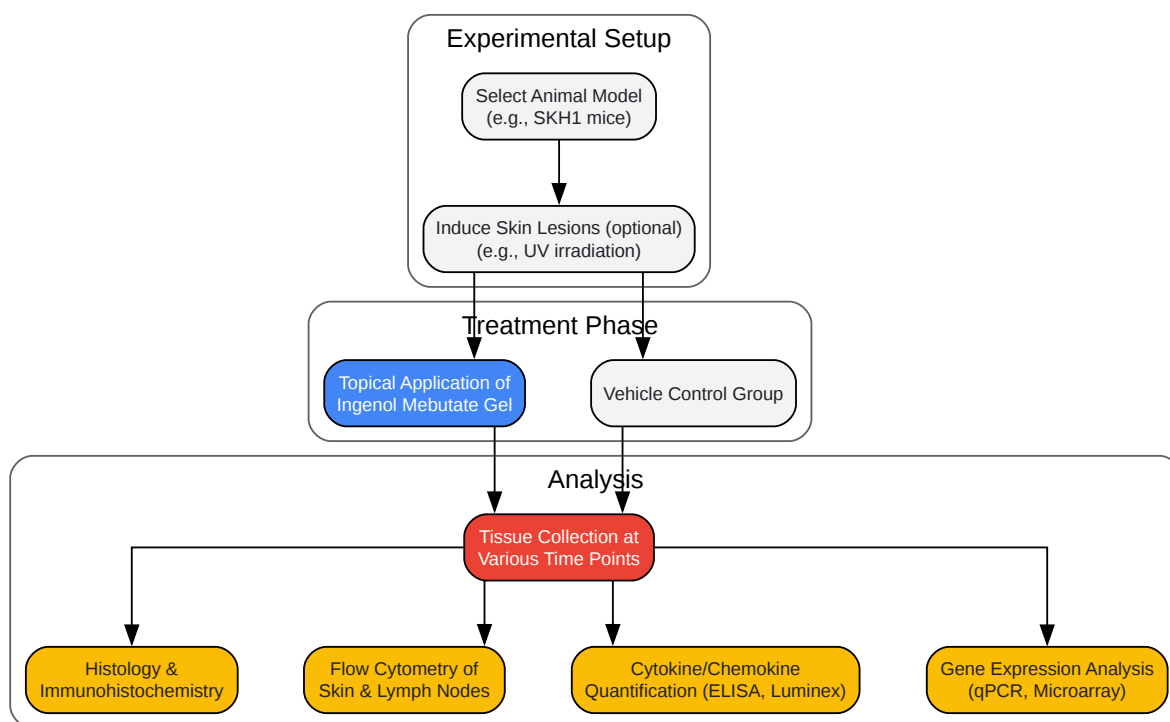 Experimental Setup
Select Animal Model
(e.g., SKH1 mice)
Induce Skin Lesions (optional)
(e.g., UV irradiation)
Treatment Phase
Topical Application of
Ingenol Mebutate Gel
Vehicle Control Group
Analysis
Tissue Collection at
Various Time Points
Histology &
Immunohistochemistry
Flow Cytometry of
Skin & Lymph Nodes
Cytokine/Chemokine
Quantification (ELISA, Luminex)
Gene Expression Analysis
(qPCR, Microarray)